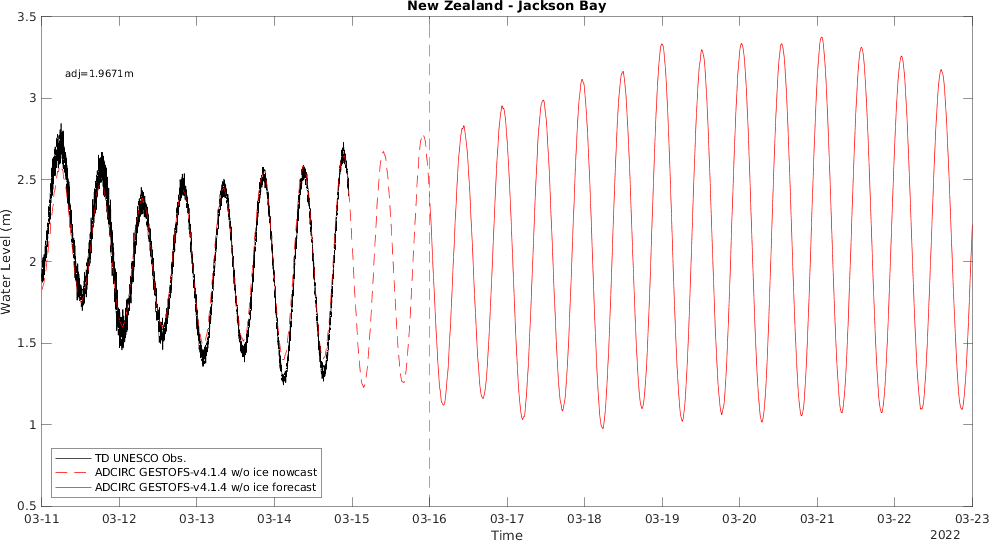 New Zealand - Jackson Bay
adj=1.9671m
Water Level (m)
3.5
3
2.5
2
1.5
1
0.5
TD UNESCO Obs.
ADCIRC GESTOFS-v4.1.4 w/o ice nowcast
ADCIRC GESTOFS-v4.1.4 w/o ice forecast
03-11 03-12 03-13 03-14 03-15 03-16 03-17 03-18 03-19 03-20 03-21 03-22 03-23
Time
2022